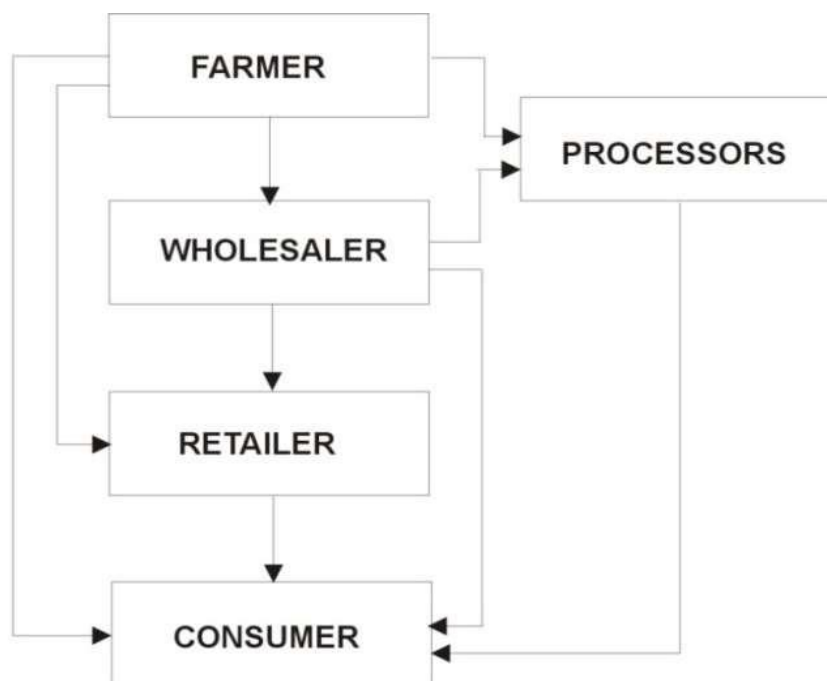 FARMER
PROCESSORS
WHOLESALER
RETAILER
CONSUMER